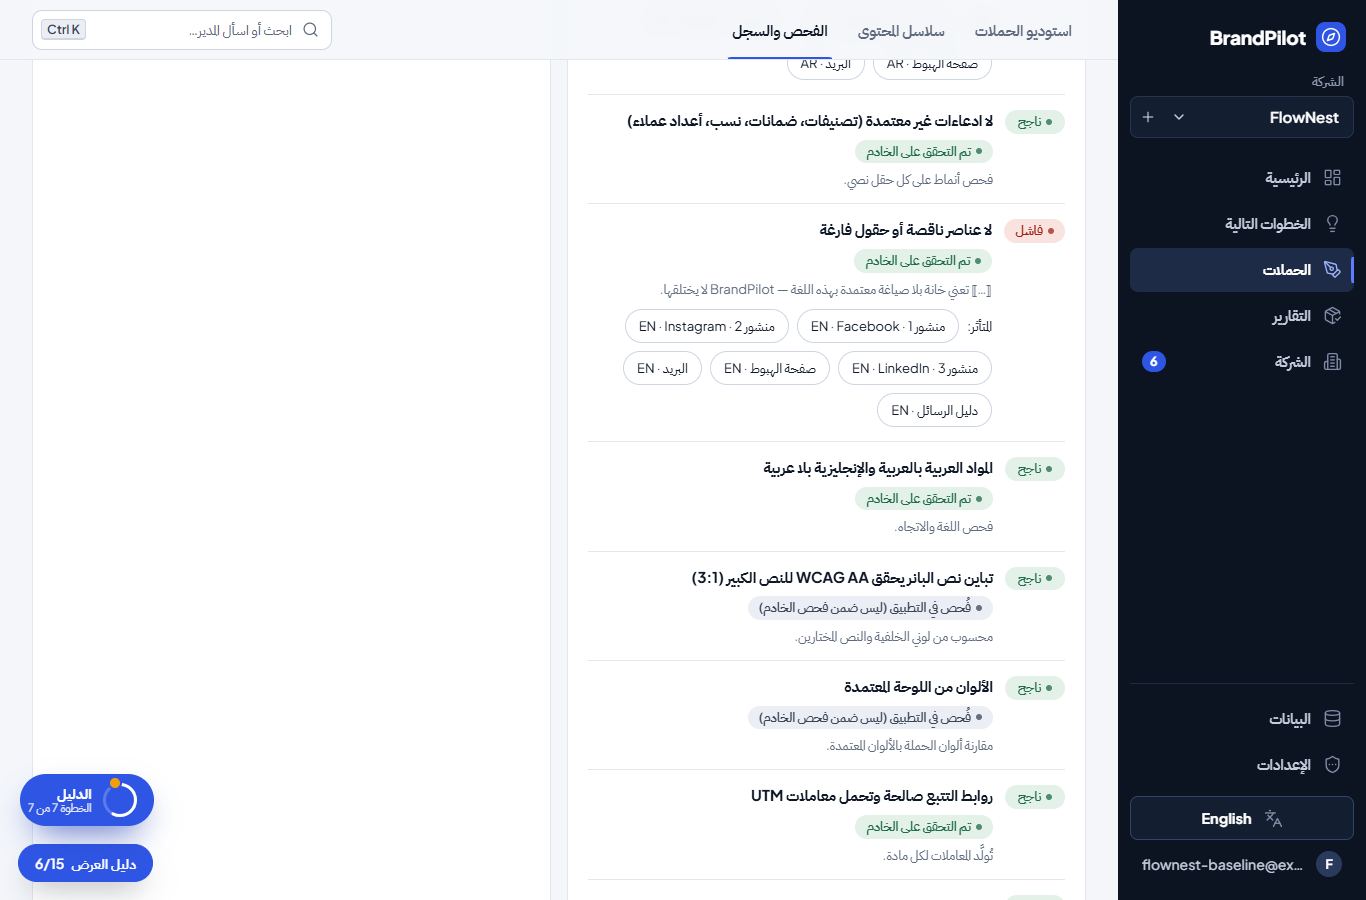 BrandPilot
الشركة
FlowNest
الرئيسية
الخطوات التالية
الحملات
التقارير
الشركة
6
البيانات
الإعدادات
English
F
flownest-baseline@ex...
استوديو الحملات
سلاسل المحتوى
الفحص والسجل
ابحث أو اسأل المدير...
Ctrl K
صفحة الهبوط · AR
البريد · AR
ناجح
لا ادعاءات غير معتمدة (تصنيفات، ضمانات، نسب، أعداد عملاء)
تم التحقق على الخادم
فحص أنماط على كل حقل نصي.
فاشل
لا عناصر ناقصة أو حقول فارغة
تم التحقق على الخادم
⟦…⟧ تعني خانة بلا صياغة معتمدة بهذه اللغة — BrandPilot لا يختلقها.
المتأثر:
منشور 1 · EN · Facebook
منشور 2 · EN · Instagram
منشور 3 · EN · LinkedIn
صفحة الهبوط · EN
البريد · EN
دليل الرسائل · EN
ناجح
المواد العربية بالعربية والإنجليزية بلا عربية
تم التحقق على الخادم
فحص اللغة والاتجاه.
ناجح
تباين نص البانر يحقق WCAG AA للنص الكبير (3:1)
فُحص في التطبيق (ليس ضمن فحص الخادم)
محسوب من لوني الخلفية والنص المختارين.
ناجح
الألوان من اللوحة المعتمدة
فُحص في التطبيق (ليس ضمن فحص الخادم)
مقارنة ألوان الحملة بالألوان المعتمدة.
ناجح
روابط التتبع صالحة وتحمل معاملات UTM
تم التحقق على الخادم
تُولَّد المعاملات لكل مادة.
الدليل
الخطوة 7 من 7
دليل العرض 6/15